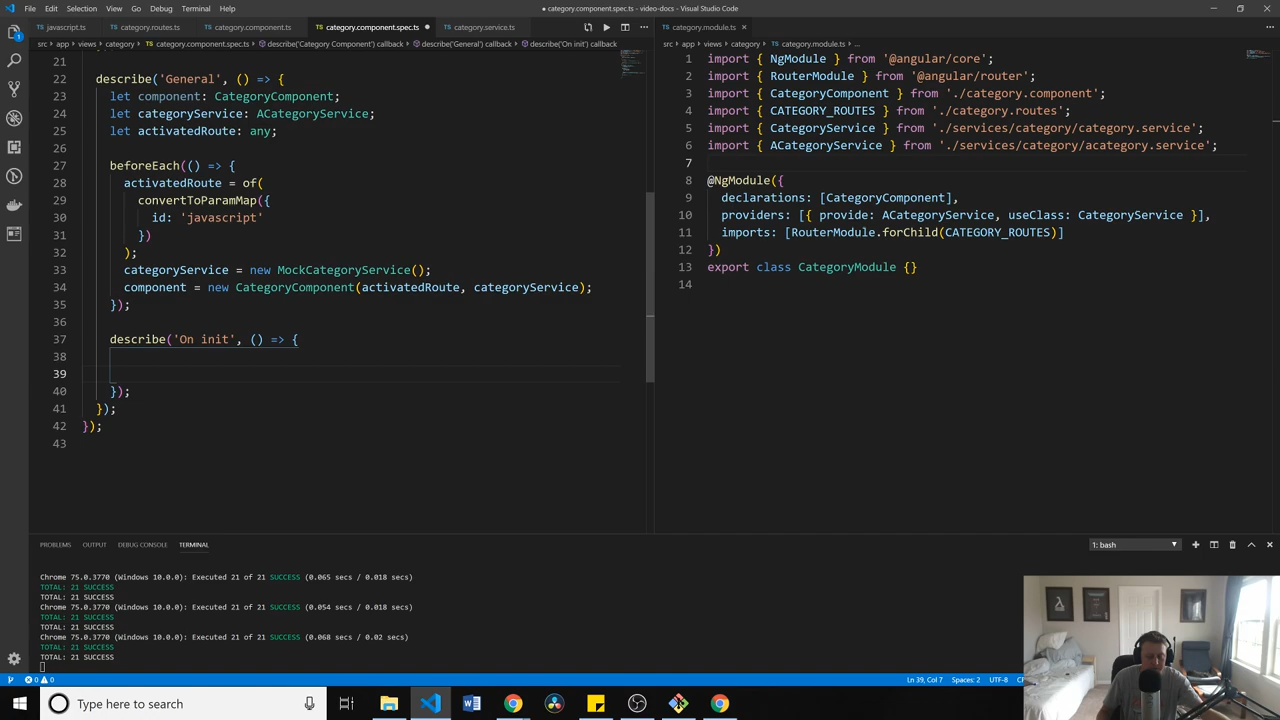 File Edit Selection View Go Debug Terminal Help
● category.component.spec.ts - video-docs - Visual Studio Code
javascript.ts category.routes.ts category.component.ts category.component.spec.ts ● category.service.ts
category.module.ts ×
src > app > views > category > category.component.spec.ts > describe('Category Component') callback > describe('General') callback > describe('On init') callback
src > app > views > category > category.module.ts ...
21
22 describe('General', () => {
23 let component: CategoryComponent;
24 let categoryService: ACategoryService;
25 let activatedRoute: any;
26
27 beforeEach(() => {
28 activatedRoute = of(
29 convertToParamMap({
30 id: 'javascript'
31 })
32 );
33 categoryService = new MockCategoryService();
34 component = new CategoryComponent(activatedRoute, categoryService);
35 });
36
37 describe('On init', () => {
38
39
40 });
41 });
42 });
43
1 import { NgModule } from '@angular/core';
2 import { RouterModule } from '@angular/router';
3 import { CategoryComponent } from './category.component';
4 import { CATEGORY_ROUTES } from './category.routes';
5 import { CategoryService } from './services/category/category.service';
6 import { ACategoryService } from './services/category/acategory.service';
7
8 @NgModule({
9 declarations: [CategoryComponent],
10 providers: [{ provide: ACategoryService, useClass: CategoryService }],
11 imports: [RouterModule.forChild(CATEGORY_ROUTES)]
12 })
13 export class CategoryModule {}
14
PROBLEMS OUTPUT DEBUG CONSOLE TERMINAL
1: bash
Chrome 75.0.3770 (Windows 10.0.0): Executed 21 of 21 SUCCESS (0.065 secs / 0.018 secs)
TOTAL: 21 SUCCESS
TOTAL: 21 SUCCESS
Chrome 75.0.3770 (Windows 10.0.0): Executed 21 of 21 SUCCESS (0.054 secs / 0.018 secs)
TOTAL: 21 SUCCESS
TOTAL: 21 SUCCESS
Chrome 75.0.3770 (Windows 10.0.0): Executed 21 of 21 SUCCESS (0.068 secs / 0.02 secs)
TOTAL: 21 SUCCESS
TOTAL: 21 SUCCESS
0 0
Ln 39, Col 7 Spaces: 2 UTF-8
Type here to search